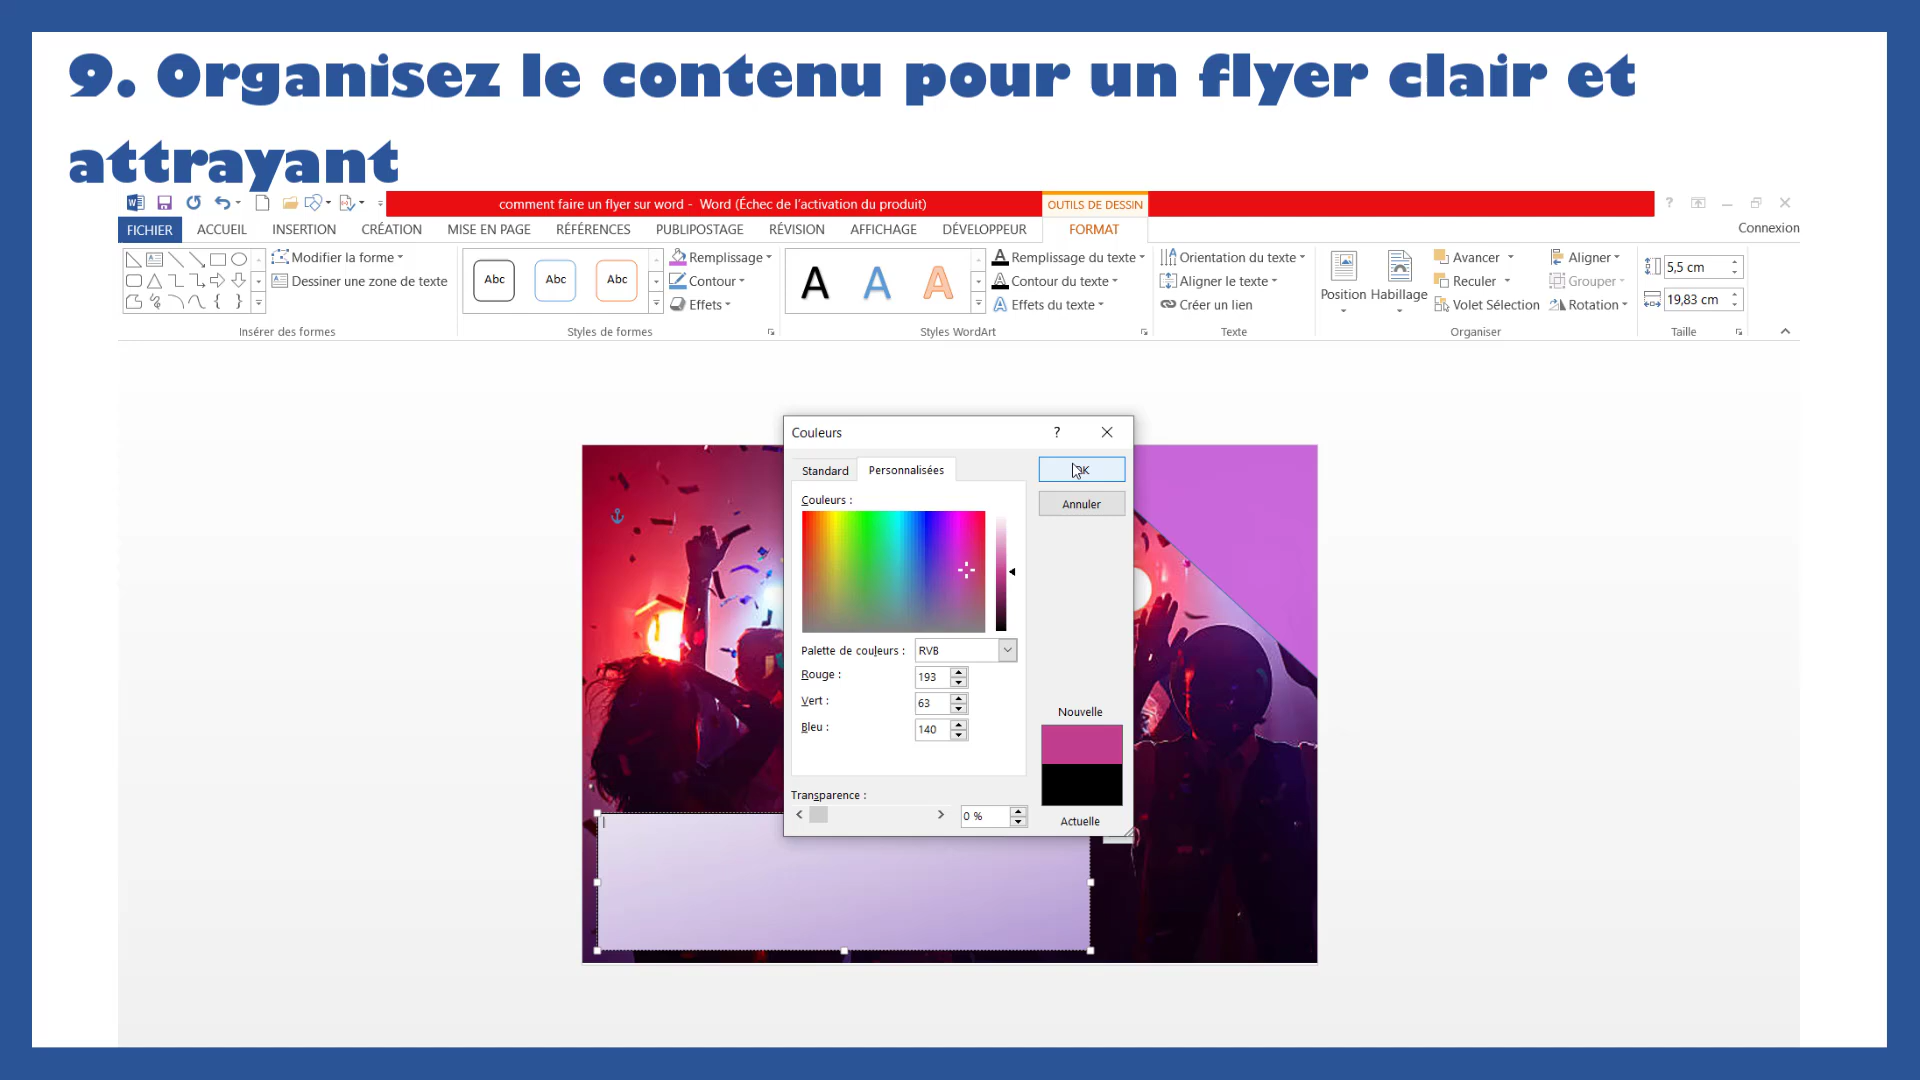 9. Organisez le contenu pour un flyer clair et
attrayant
comment faire un flyer sur word - Word (Échec de l'activation du produit)
OUTILS DE DESSIN
?
FICHIER ACCUEIL INSERTION CRÉATION MISE EN PAGE RÉFÉRENCES PUBLIPOSTAGE RÉVISION AFFICHAGE DÉVELOPPEUR FORMAT Connexion
Modifier la forme
Dessiner une zone de texte
Insérer des formes
Abc Abc Abc
Remplissage
Contour
Effets
Styles de formes
A A A
Remplissage du texte
Contour du texte
Effets du texte
Styles WordArt
Orientation du texte
Aligner le texte
Créer un lien
Texte
Position Habillage
Avancer
Reculer
Volet Sélection
Aligner
Grouper
Rotation
Organiser
5,5 cm
19,83 cm
Taille
Couleurs ?
Standard Personnalisées OK
Annuler
Couleurs :
Palette de couleurs : RVB
Rouge : 193
Vert : 63
Bleu : 140
Nouvelle
Transparence :
0 %
Actuelle